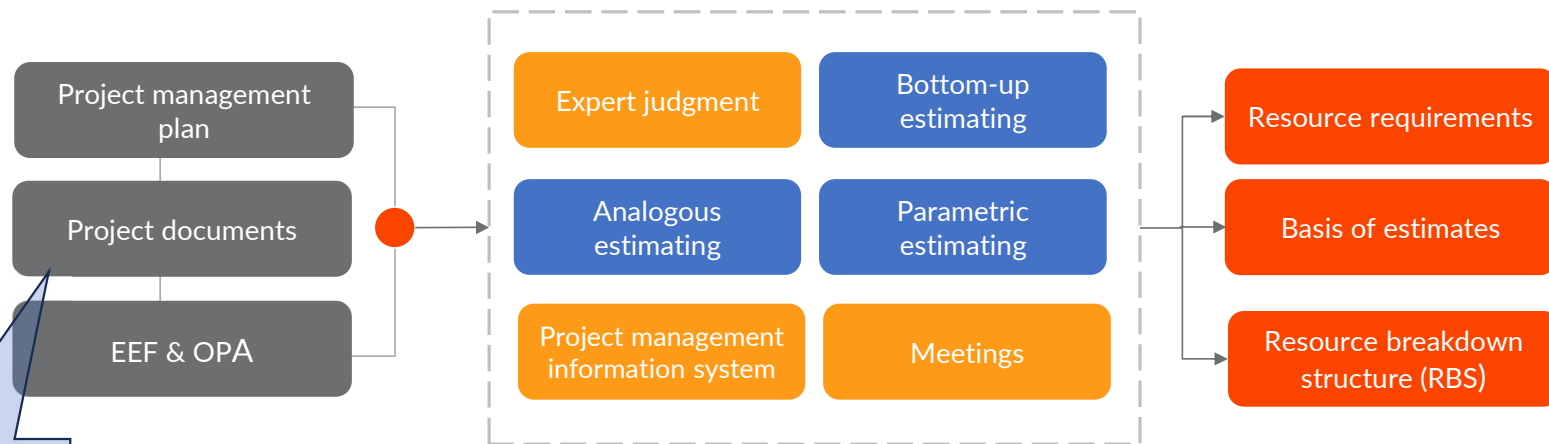 Project management
plan
Project documents
EEF & OPA
Expert judgment
Bottom-up
estimating
Analogous
estimating
Parametric
estimating
Project management
information system
Meetings
Resource requirements
Basis of estimates
Resource breakdown
structure (RBS)